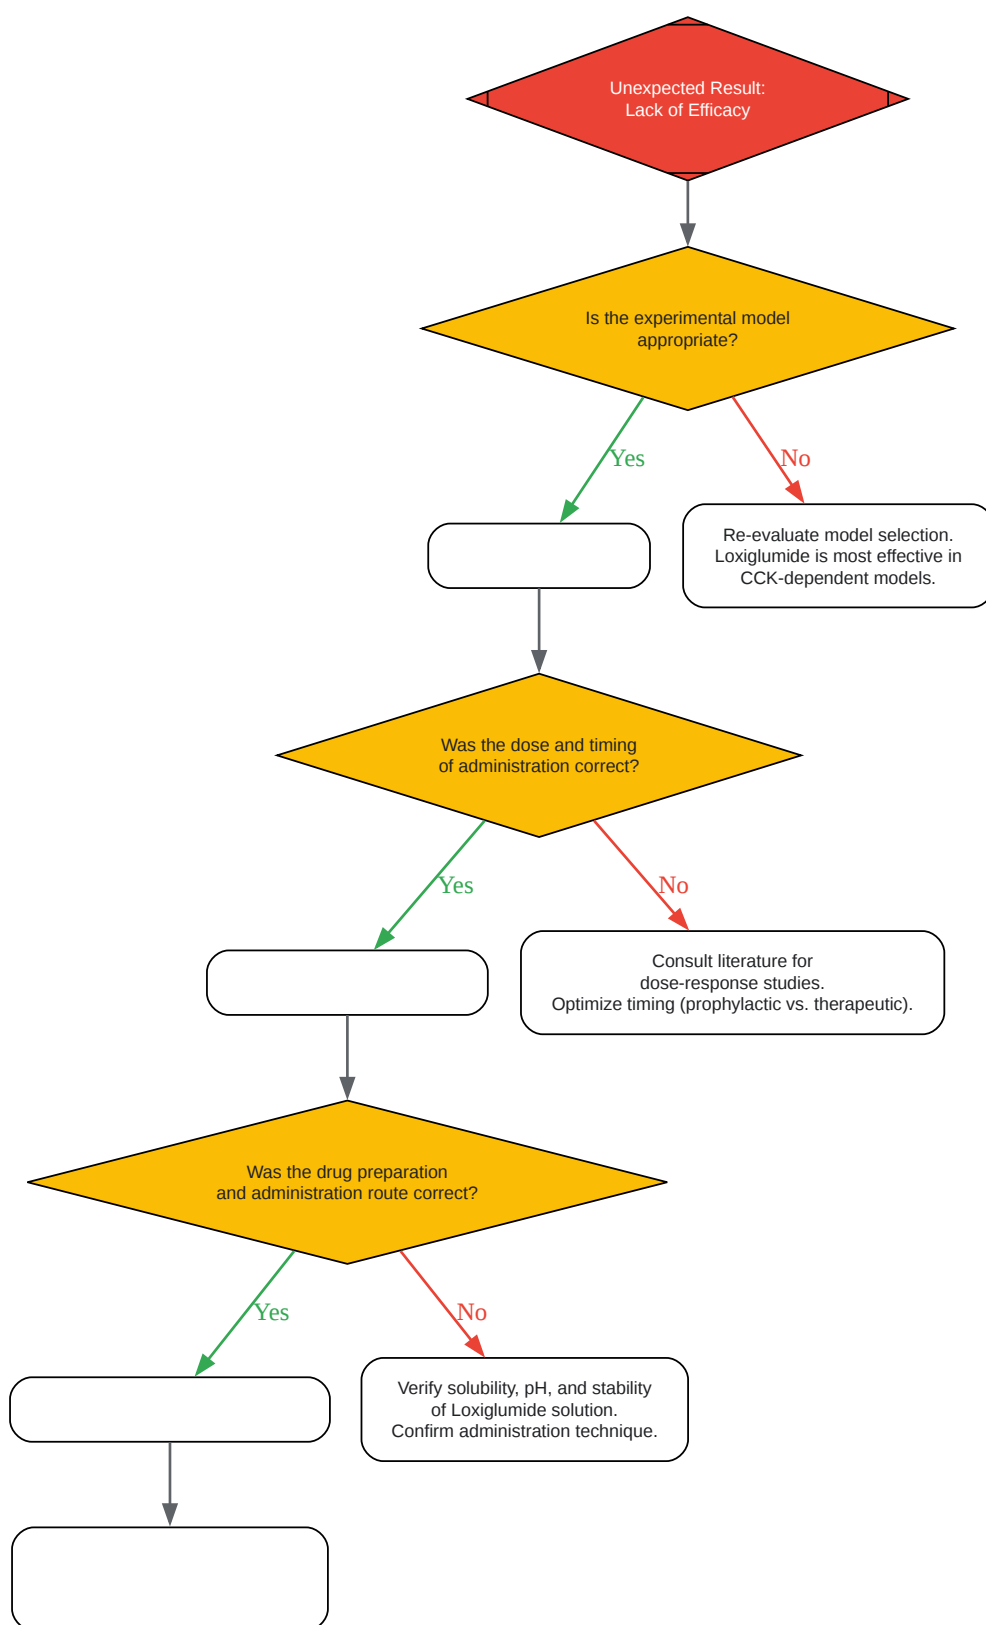 Unexpected Result:
Lack of Efficacy
Is the experimental model
appropriate?
Yes
No
Re-evaluate model selection.
Loxiglumide is most effective in
CCK-dependent models.
Was the dose and timing
of administration correct?
Yes
No
Consult literature for
dose-response studies.
Optimize timing (prophylactic vs. therapeutic).
Was the drug preparation
and administration route correct?
Yes
No
Verify solubility, pH, and stability
of Loxiglumide solution.
Confirm administration technique.